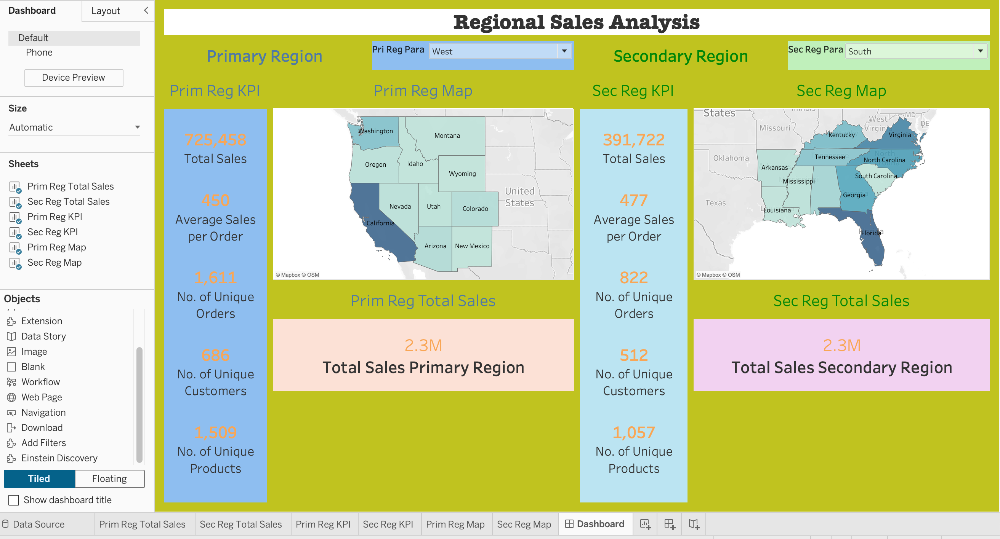 Dashboard
Layout
Default
Phone
Device Preview
Size
Automatic
Sheets
Prim Reg Total Sales
Sec Reg Total Sales
Prim Reg KPI
Sec Reg KPI
Prim Reg Map
Sec Reg Map
Objects
Extension
Data Story
Image
Blank
Workflow
Web Page
Navigation
Download
Add Filters
Einstein Discovery
Tiled
Floating
Show dashboard title
Regional Sales Analysis
Primary Region
Pri Reg Para
West
Secondary Region
Sec Reg Para
South
Prim Reg KPI
725,458
Total Sales
450
Average Sales
per Order
1,611
No. of Unique
Orders
686
No. of Unique
Customers
1,509
No. of Unique
Products
Prim Reg Map
Washington
Montana
Oregon
Idaho
Wyoming
Nevada
Utah
Colorado
California
Arizona
New Mexico
United
States
© Mapbox © OSM
Prim Reg Total Sales
2.3M
Total Sales Primary Region
Sec Reg KPI
391,722
Total Sales
477
Average Sales
per Order
822
No. of Unique
Orders
512
No. of Unique
Customers
1,057
No. of Unique
Products
Sec Reg Map
States
Missouri
West
Virginia
MD
DE
Kentucky
Virginia
Oklahoma
Tennessee
North Carolina
Arkansas
South Carolina
Mississippi
Georgia
Texas
Louisiana
Florida
© Mapbox © OSM
Sec Reg Total Sales
2.3M
Total Sales Secondary Region
Data Source
Prim Reg Total Sales
Sec Reg Total Sales
Prim Reg KPI
Sec Reg KPI
Prim Reg Map
Sec Reg Map
Dashboard